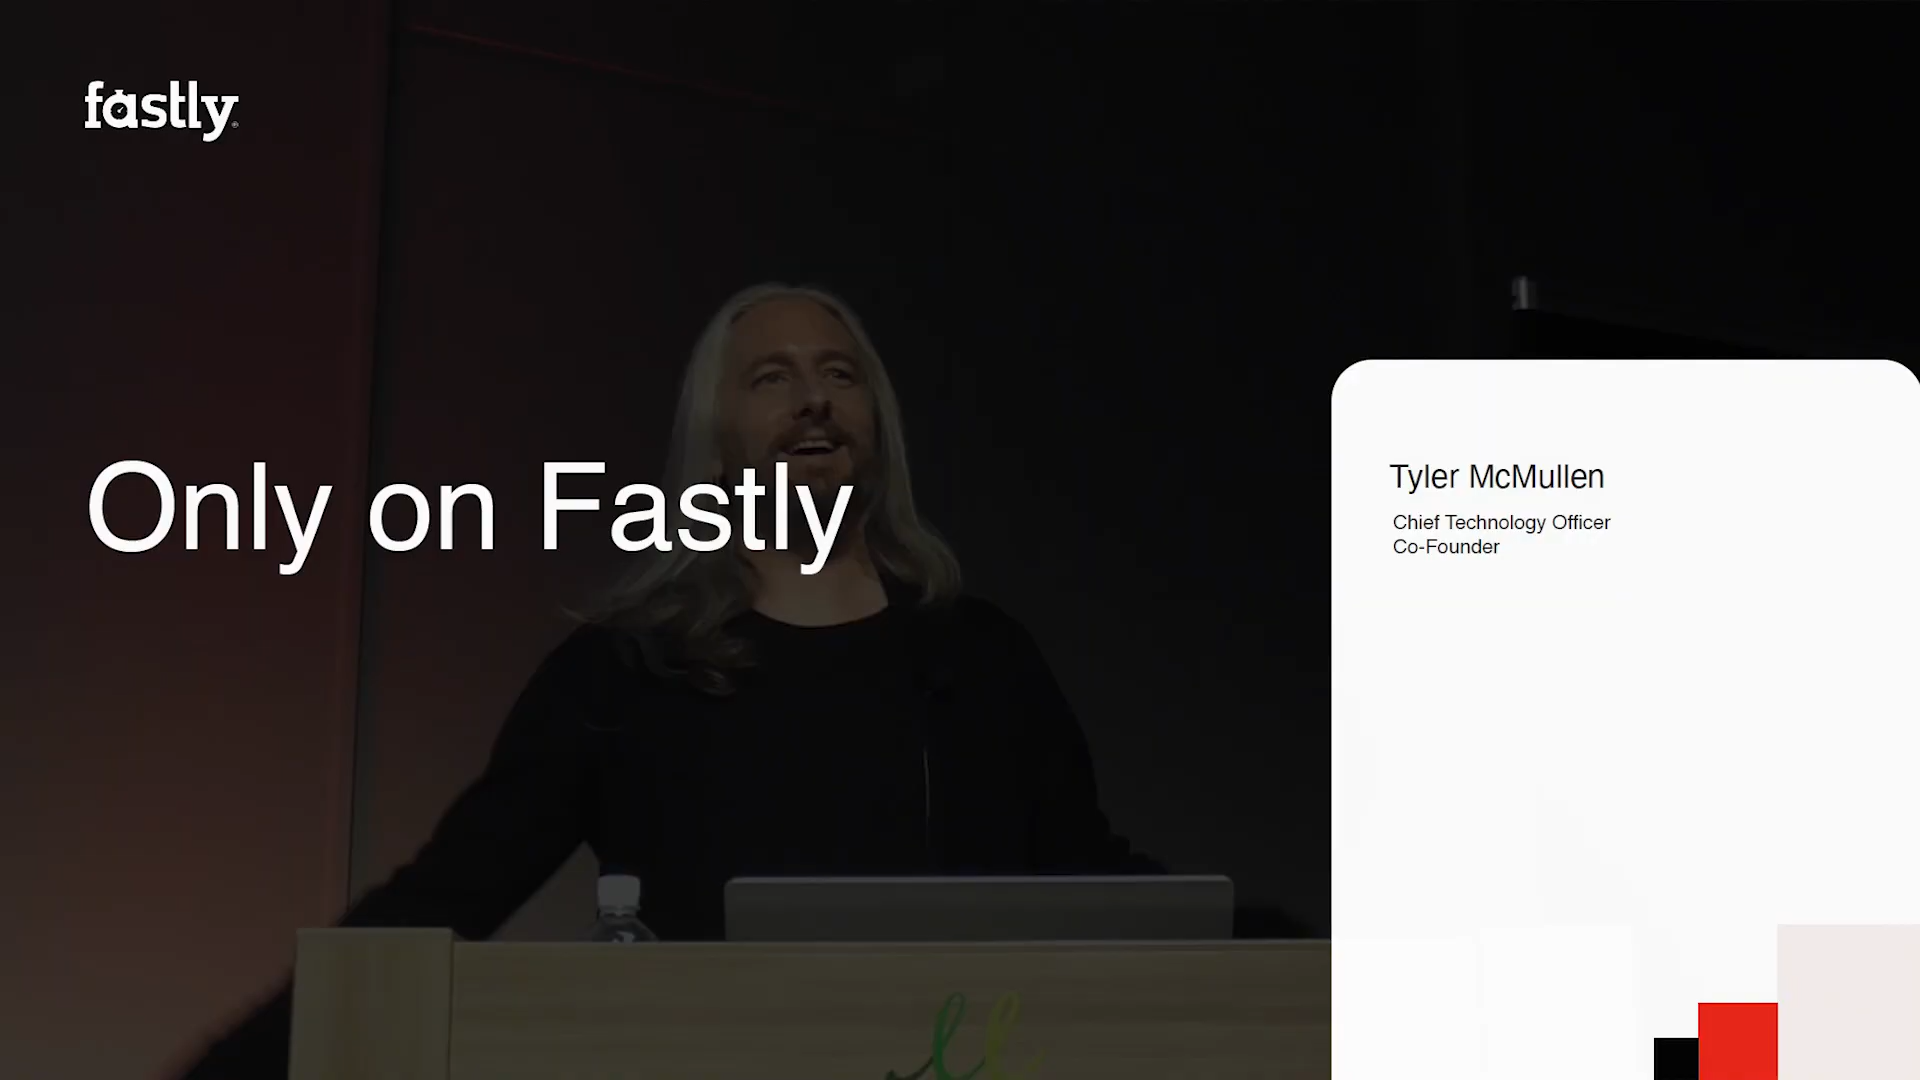 fastly
Only on Fastly
Tyler McMullen
Chief Technology Officer
Co-Founder